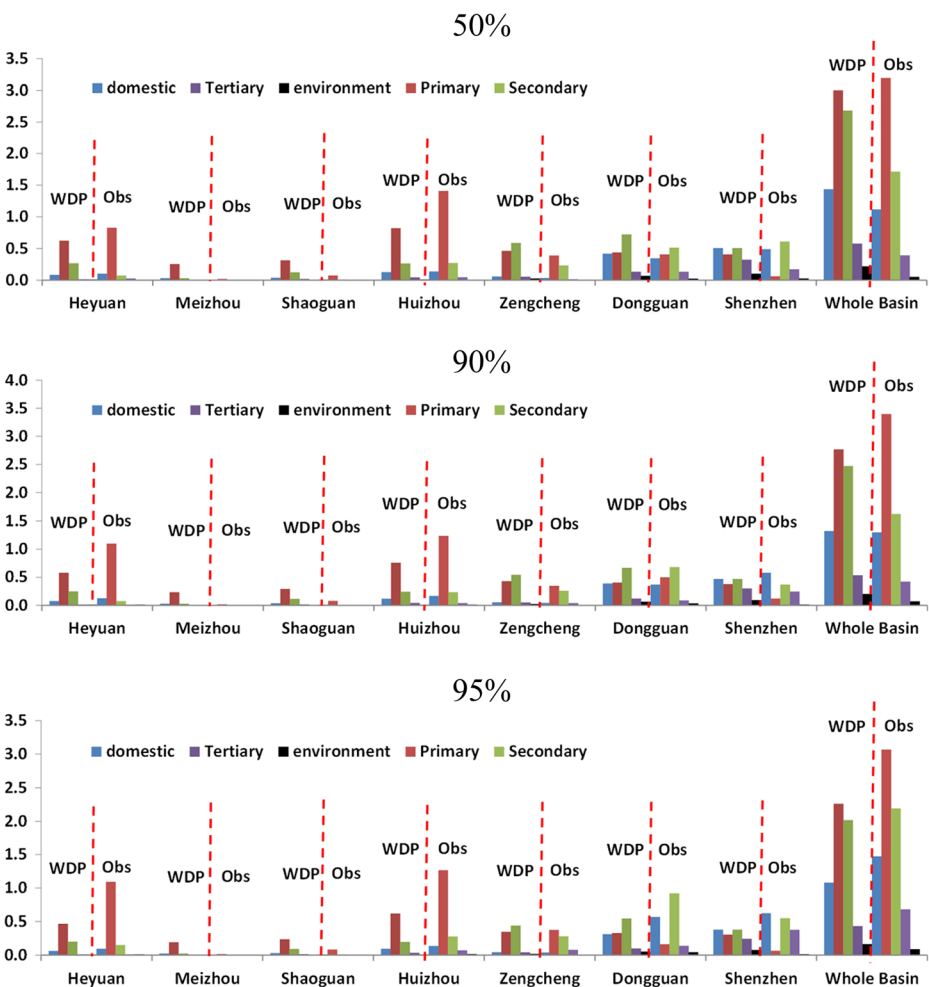 50%
WDP Obs
3.5
domestic Tertiary environment Primary Secondary
3.0
2.5
2.0
1.5
WDP Obs
WDP Obs WDP Obs WDP Obs WDP Obs WDP Obs WDP Obs
1.0
0.5
0.0
Heyuan Meizhou Shaoguan Huizhou Zengcheng Dongguan Shenzhen Whole Basin
90%
4.0
WDP Obs
3.5
domestic Tertiary environment Primary Secondary
3.0
2.5
2.0
WDP Obs WDP Obs
1.5
WDP Obs WDP Obs WDP Obs WDP Obs WDP Obs
1.0
0.5
0.0
Heyuan Meizhou Shaoguan Huizhou Zengcheng Dongguan Shenzhen Whole Basin
95%
3.5
WDP Obs
domestic Tertiary environment Primary Secondary
3.0
2.5
2.0
1.5
WDP Obs WDP Obs
WDP Obs WDP Obs WDP Obs WDP Obs WDP Obs
1.0
0.5
0.0
Heyuan Meizhou Shaoguan Huizhou Zengcheng Dongguan Shenzhen Whole Basin